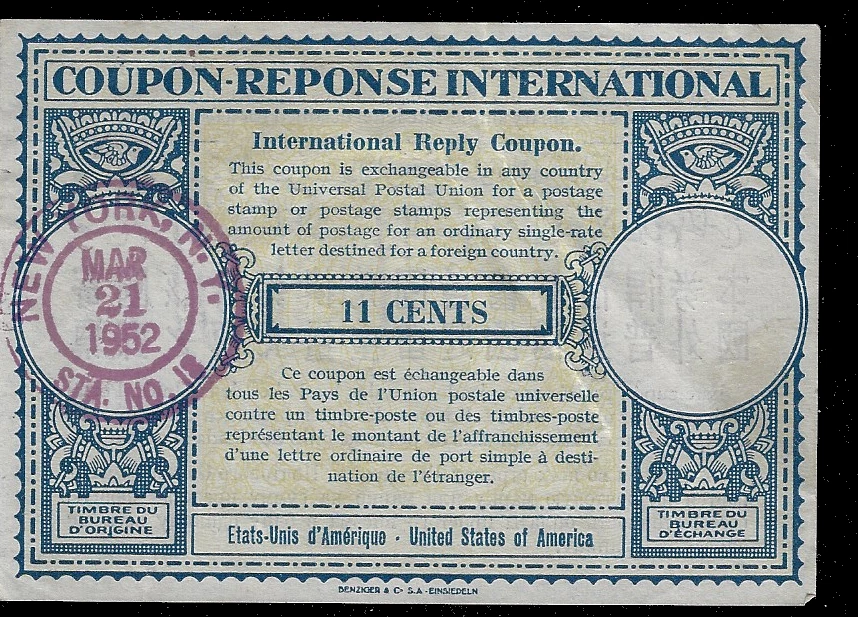 COUPON-REPONSE INTERNATIONAL
International Reply Coupon.
This coupon is exchangeable in any country
of the Universal Postal Union for a postage
stamp or postage stamps representing the
amount of postage for an ordinary single-rate
letter destined for a foreign country.
NEW YORK, N.Y.
MAR
21
1952
STA. NO. 18
11 CENTS
Ce coupon est échangeable dans
tous les Pays de l'Union postale universelle
contre un timbre-poste ou des timbres-poste
représentant le montant de l'affranchissement
d'une lettre ordinaire de port simple à desti-
nation de l'étranger.
TIMBRE DU
BUREAU
D'ORIGINE
Etats-Unis d'Amérique · United States of America
TIMBRE DU
BUREAU
D'ÉCHANGE
BENZIGER & Co S.A.-EINSIEDELN